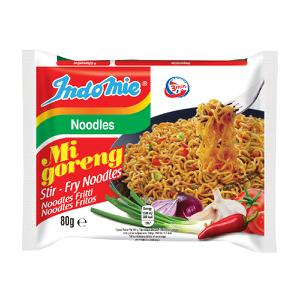 Indomie
Noodles
Mi
goreng
Stir - Fry Noodles
Noodles Fritti
Noodles Fritos
80g e